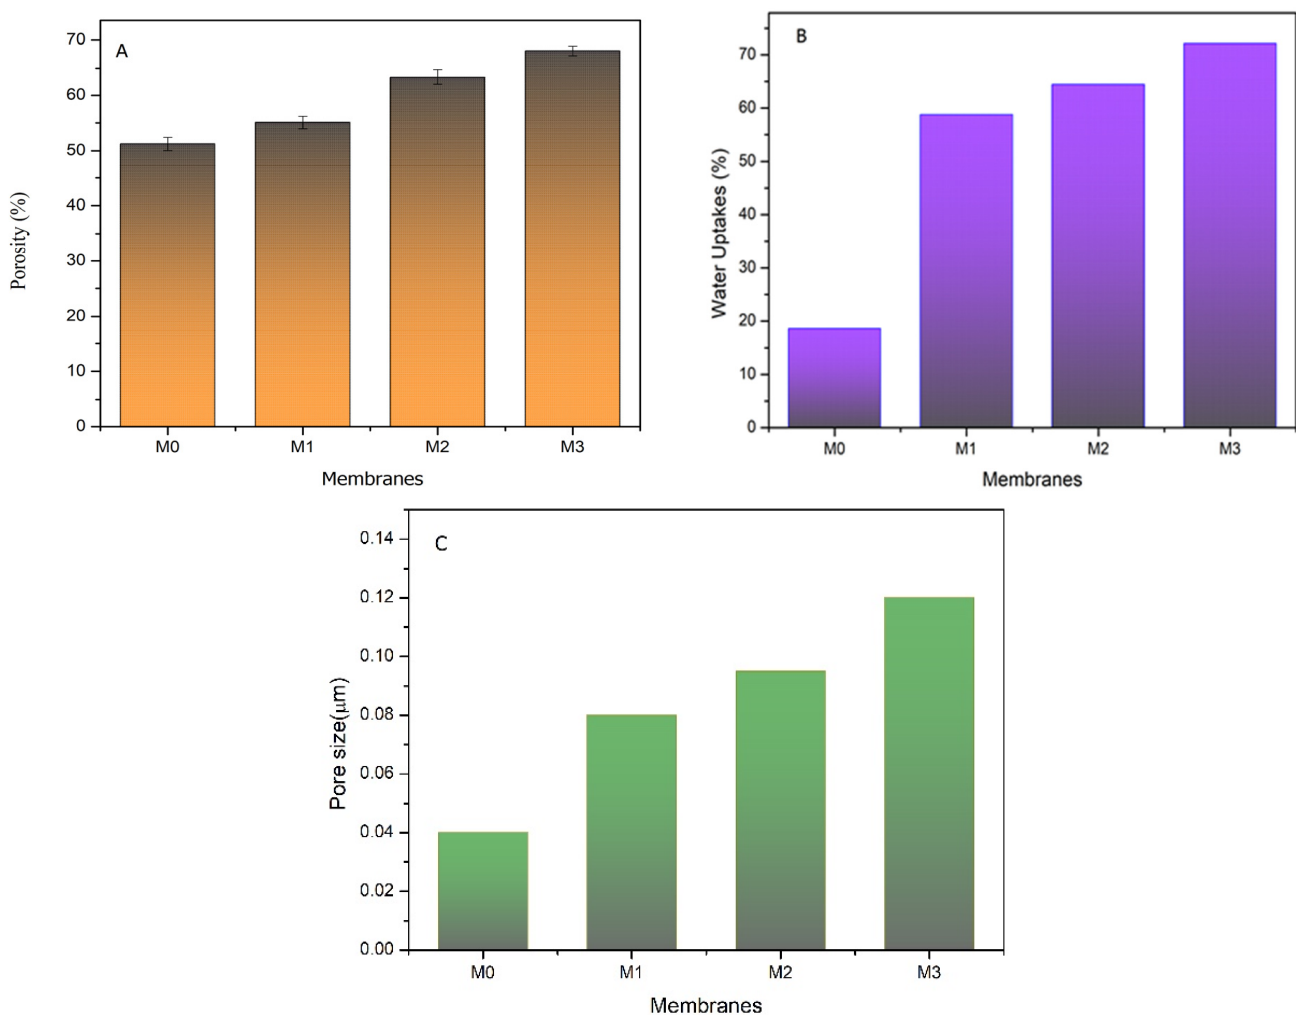 A
Porosity (%)
70
60
50
40
30
20
10
0
M0 M1 M2 M3
Membranes
B
Water Uptakes (%)
70
60
50
40
30
20
10
0
M0 M1 M2 M3
Membranes
C
Pore size(μm)
0.14
0.12
0.10
0.08
0.06
0.04
0.02
0.00
M0 M1 M2 M3
Membranes